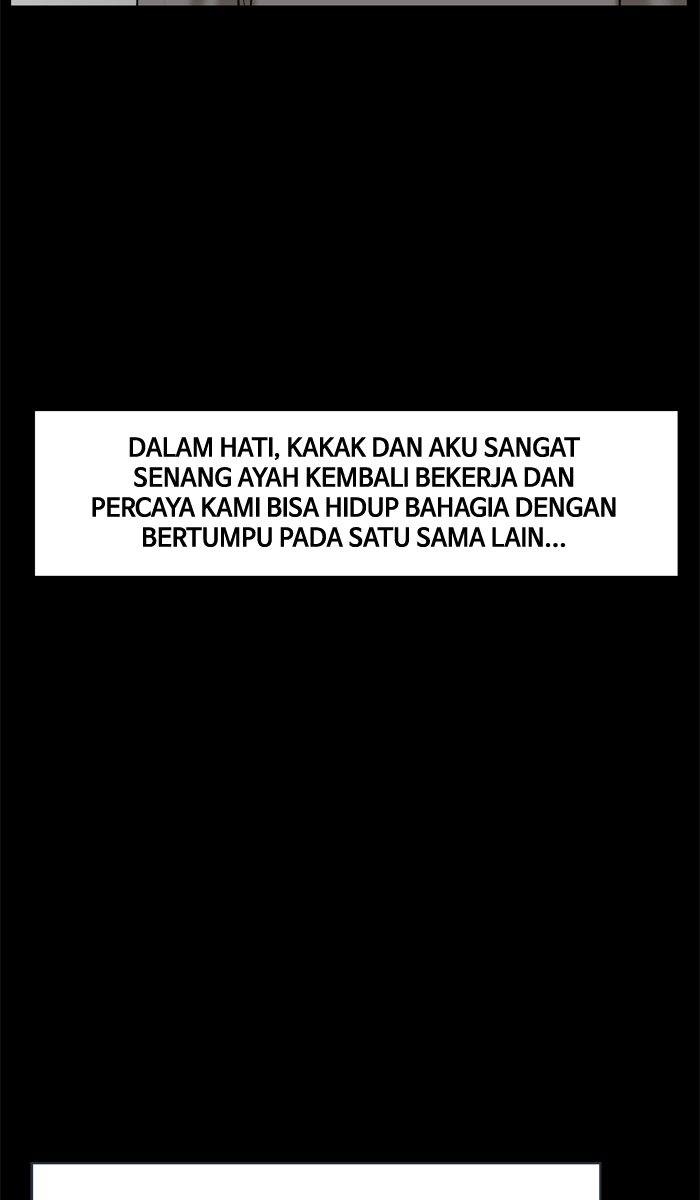 DALAM HATI, KAKAK DAN AKU SANGAT
SENANG AYAH KEMBALI BEKERJA DAN
PERCAYA KAMI BISA HIDUP BAHAGIA DENGAN
BERTUMPU PADA SATU SAMA LAIN...